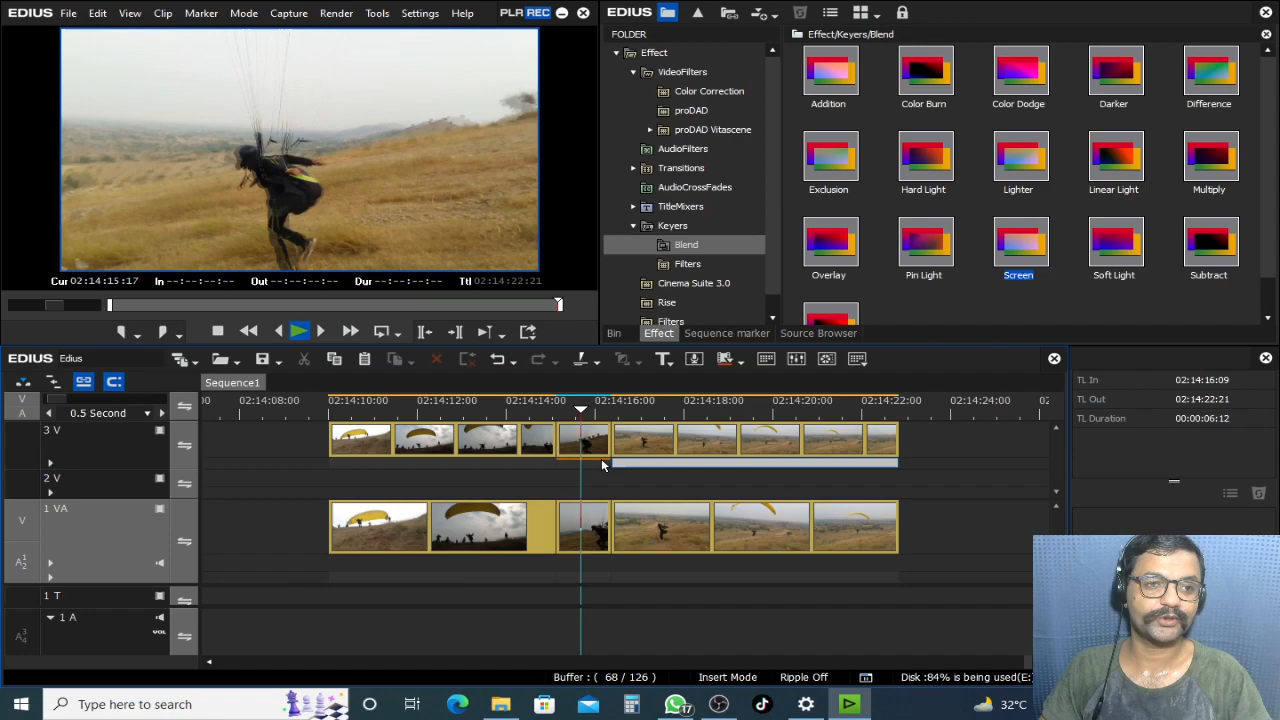 EDIUS File Edit View Clip Marker Mode Capture Render Tools Settings Help PLR REC
Cur 02:14:15:17 In --:--:--:-- Out --:--:--:-- Dur --:--:--:-- Ttl 02:14:22:21
EDIUS
FOLDER
Effect
VideoFilters
Color Correction
proDAD
proDAD Vitascene
AudioFilters
Transitions
AudioCrossFades
TitleMixers
Keyers
Blend
Filters
Cinema Suite 3.0
Rise
Filters
Effect/Keyers/Blend
Addition Color Burn Color Dodge Darker Difference
Exclusion Hard Light Lighter Linear Light Multiply
Overlay Pin Light Screen Soft Light Subtract
Bin Effect Sequence marker Source Browser
EDIUS Edius
Sequence1
V
A
0.5 Second
00 02:14:08:00 02:14:10:00 02:14:12:00 02:14:14:00 02:14:16:00 02:14:18:00 02:14:20:00 02:14:22:00 02:14:24:00 02
3 V
2 V
1 VA
V
A12
1 T
1 A
VOL
A34
TL In 02:14:16:09
TL Out 02:14:22:21
TL Duration 00:00:06:12
Buffer : ( 68 / 126 ) Insert Mode Ripple Off Disk :84% is being used(E:
Type here to search
17
32°C